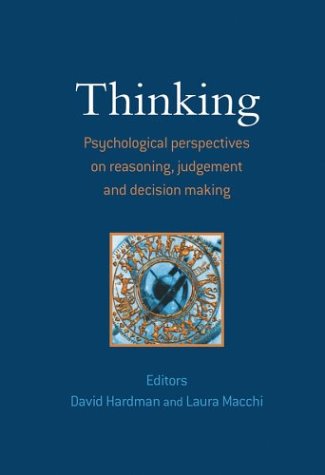 Thinking
Psychological perspectives
on reasoning, judgement
and decision making
Editors
David Hardman and Laura Macchi